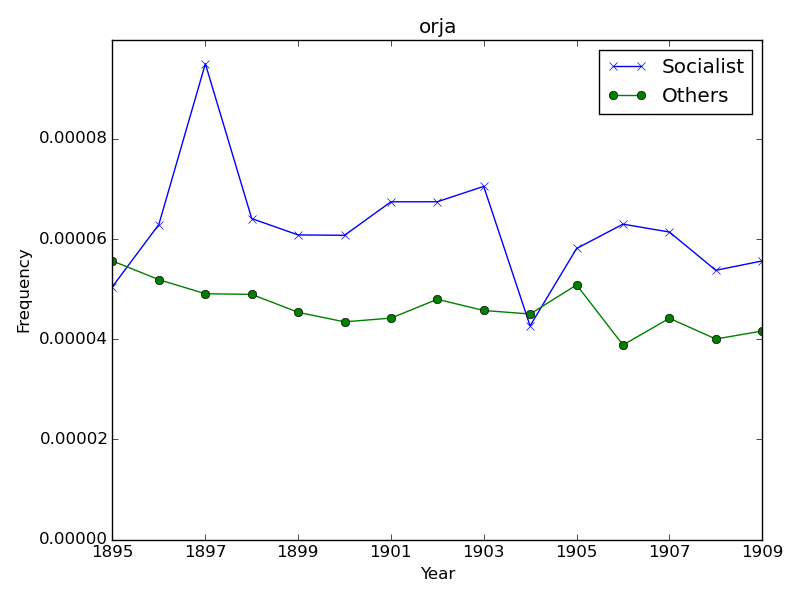 orja
Socialist
Others
0.00008
0.00006
0.00004
0.00002
0.00000
Frequency
1895 1897 1899 1901 1903 1905 1907 1909
Year